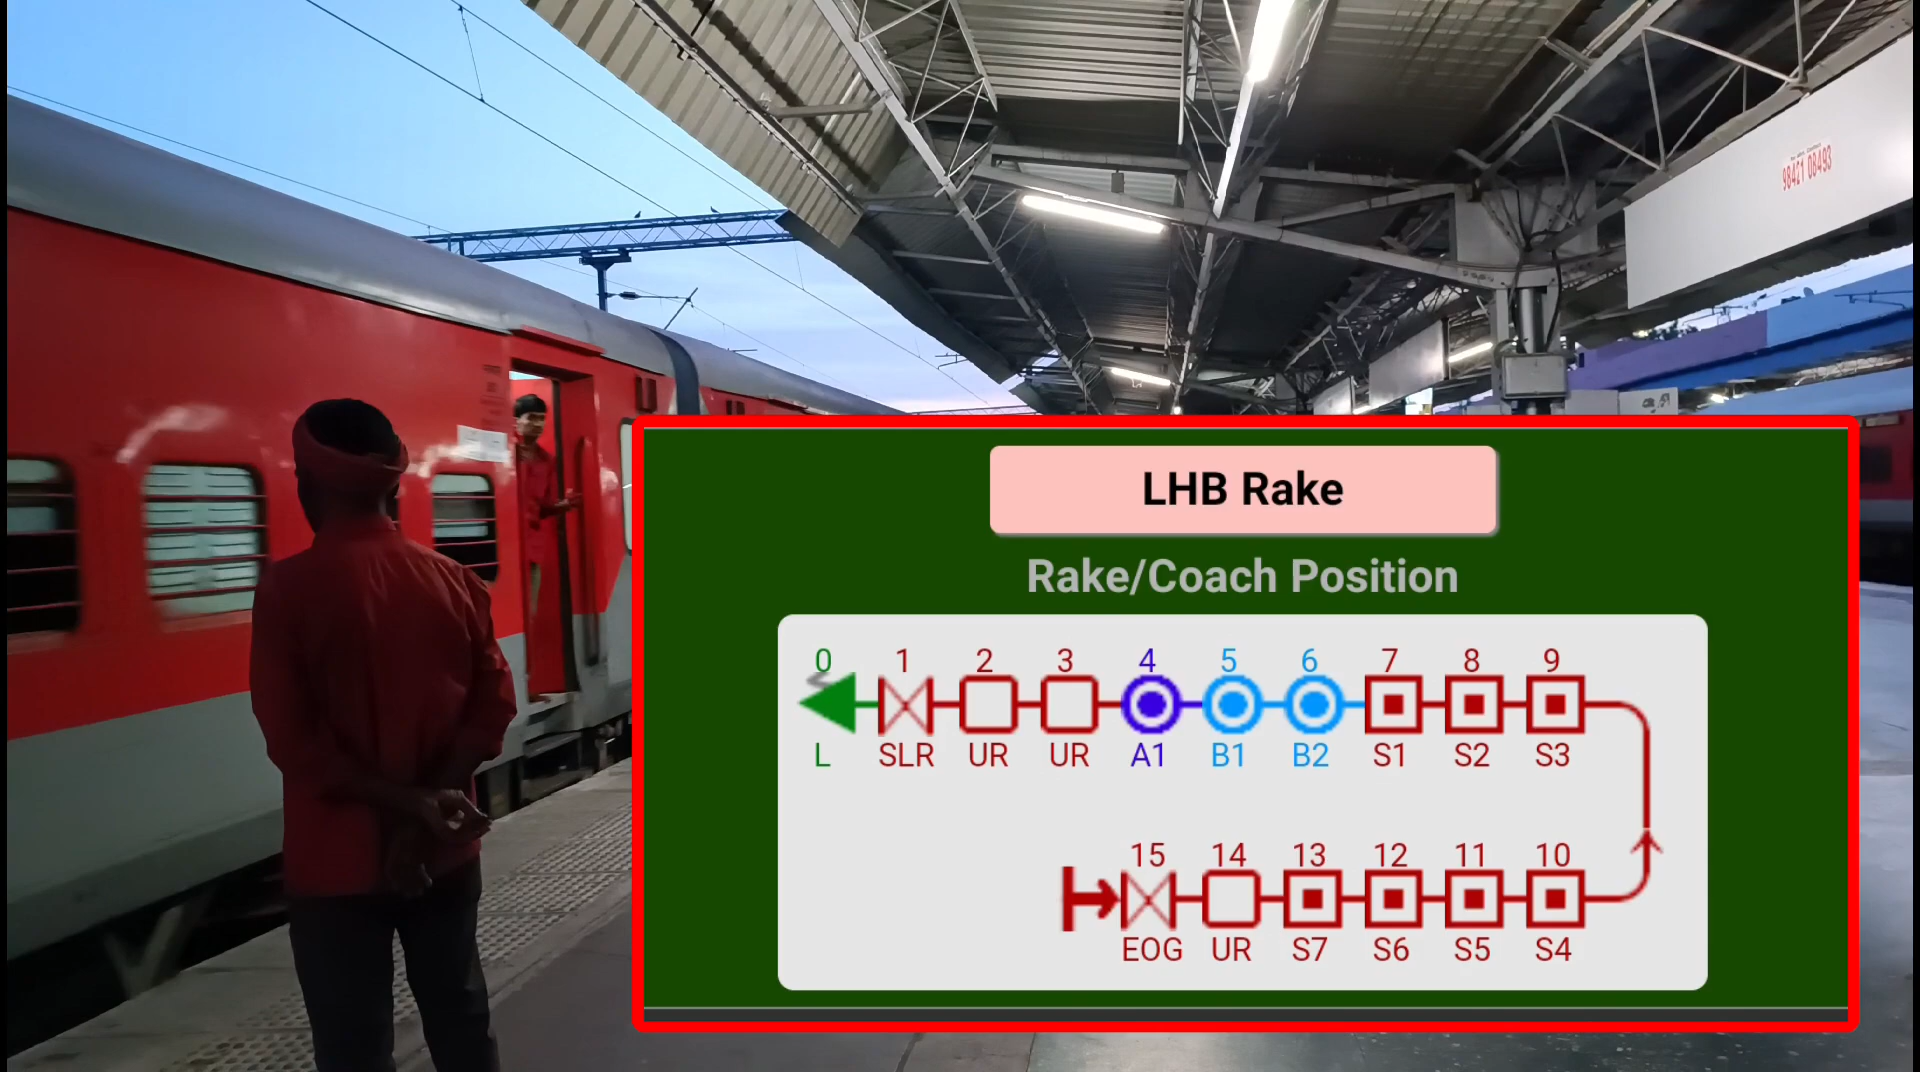 98421 08493
LHB Rake
Rake/Coach Position
0 1 2 3 4 5 6 7 8 9
L SLR UR UR A1 B1 B2 S1 S2 S3
15 14 13 12 11 10
EOG UR S7 S6 S5 S4